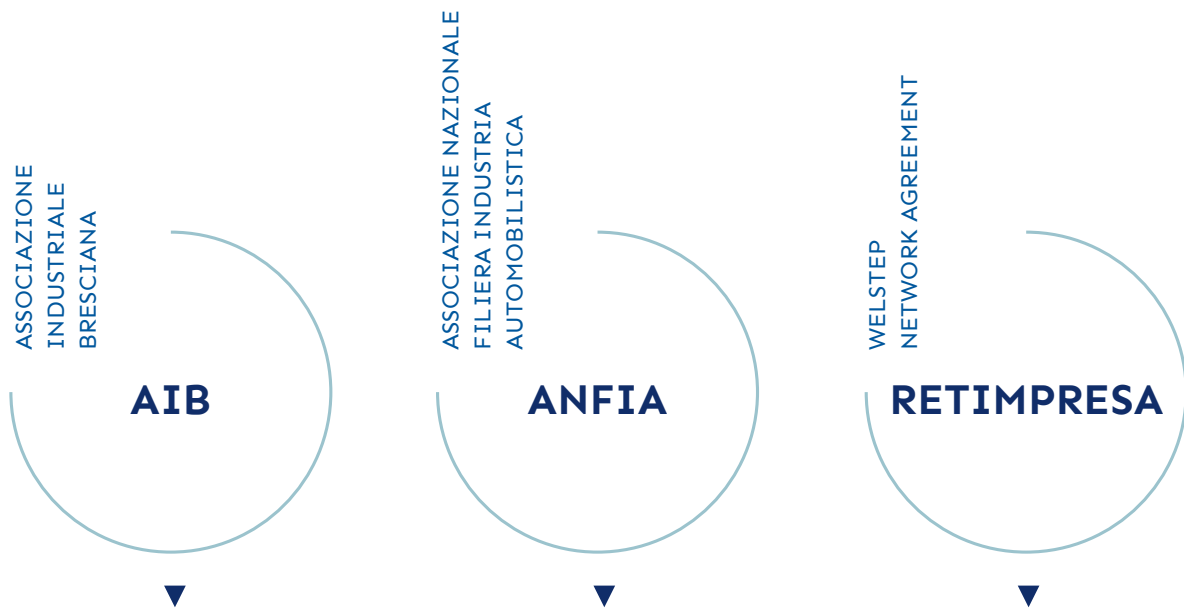 ASSOCIAZIONE
INDUSTRIALE
BRESCIANA
AIB
ASSOCIAZIONE NAZIONALE
FILIERA INDUSTRIA
AUTOMOBILISTICA
ANFIA
WELSTEP
NETWORK AGREEMENT
RETIMPRESA